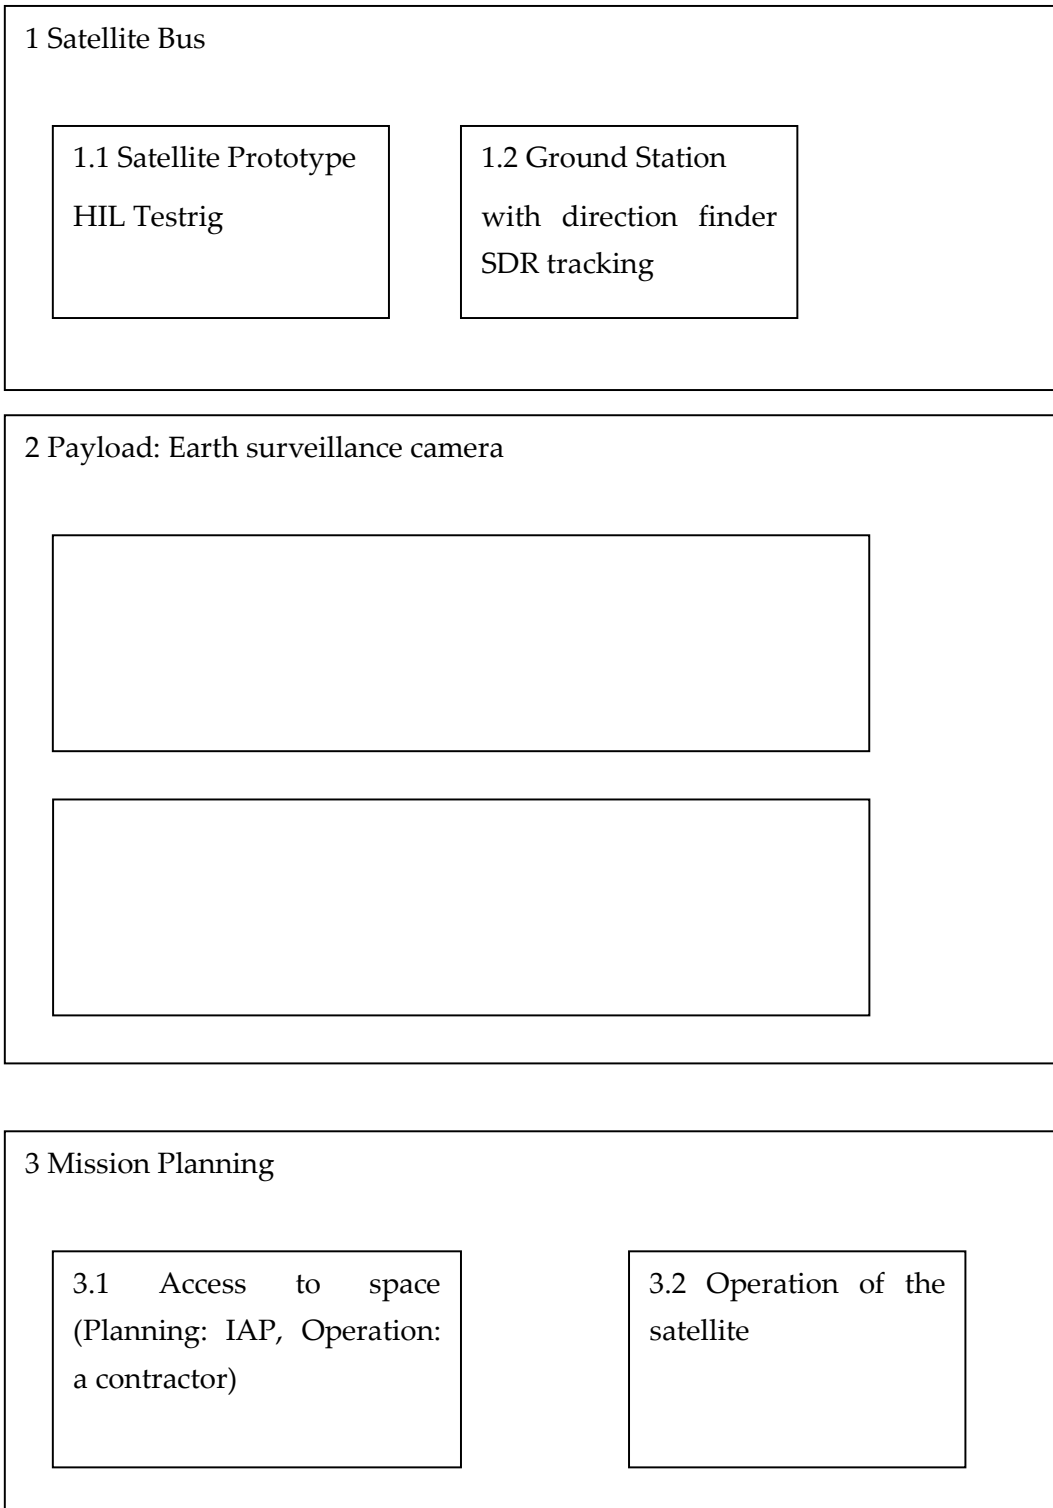 1 Satellite Bus
1.1 Satellite Prototype
HIL Testrig
1.2 Ground Station
with direction finder
SDR tracking
2 Payload: Earth surveillance camera
3 Mission Planning
3.1 Access to space
(Planning: IAP, Operation:
a contractor)
3.2 Operation of the
satellite